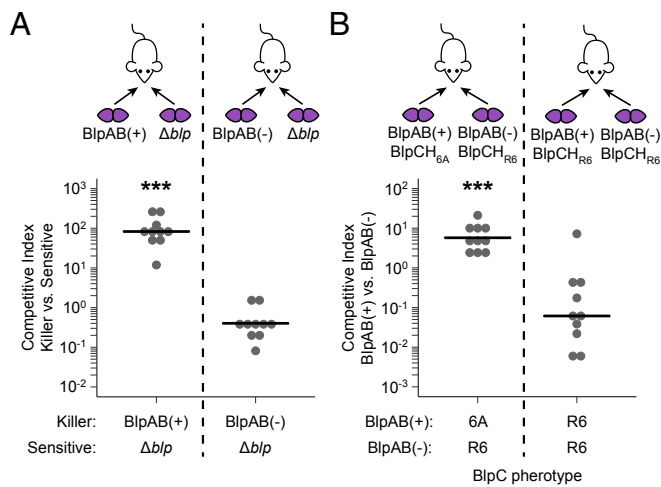 A
BlpAB(+) Δblp
BlpAB(-) Δblp
Competitive Index
Killer vs. Sensitive
10³
10²
10¹
10⁰
10⁻¹
10⁻²
***
Killer: BlpAB(+) BlpAB(-)
Sensitive: Δblp Δblp
B
BlpAB(+) BlpAB(-)
BlpCH₆A BlpCHR6
BlpAB(+) BlpAB(-)
BlpCHR6 BlpCHR6
Competitive Index
BlpAB(+) vs. BlpAB(-)
10²
10¹
10⁰
10⁻¹
10⁻²
10⁻³
***
BlpAB(+): 6A R6
BlpAB(-): R6 R6
BlpC pherotype